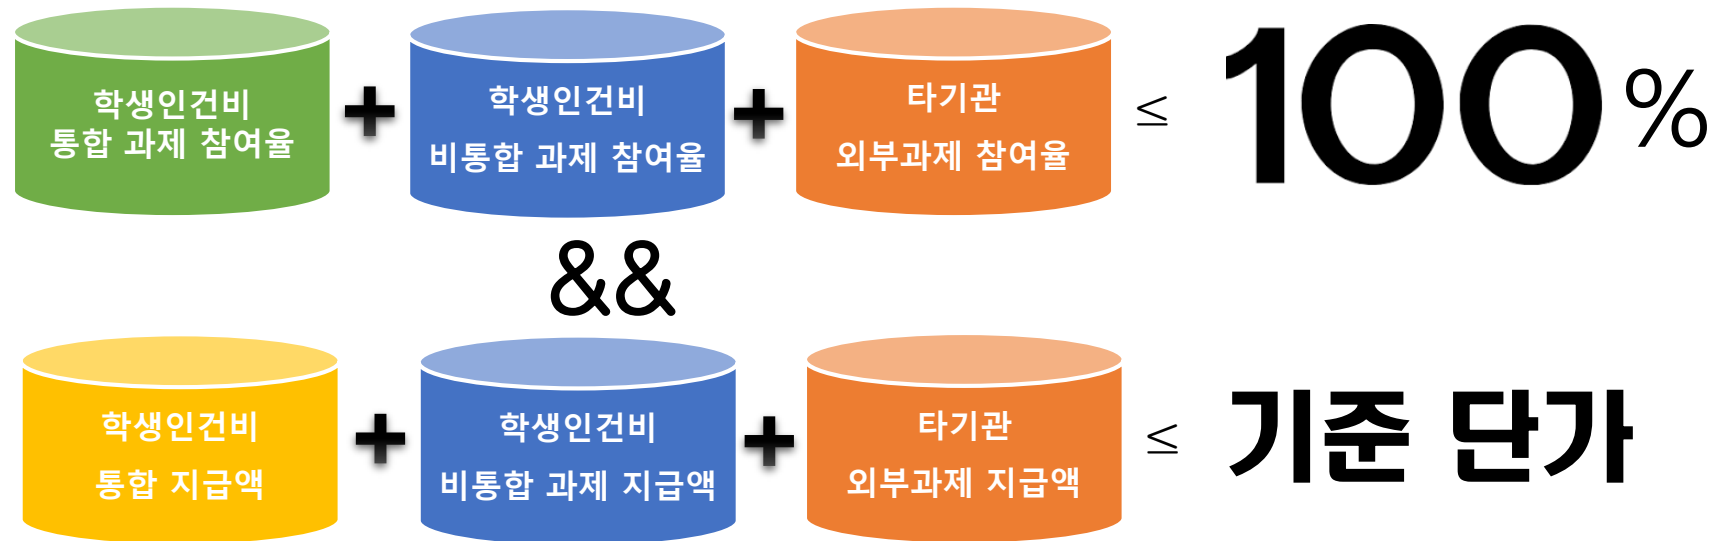 학생인건비
통합 과제 참여율
+
학생인건비
비통합 과제 참여율
+
타기관
외부과제 참여율
≤
100%
&&
학생인건비
통합 지급액
+
학생인건비
비통합 과제 지급액
+
타기관
외부과제 지급액
≤
기준 단가